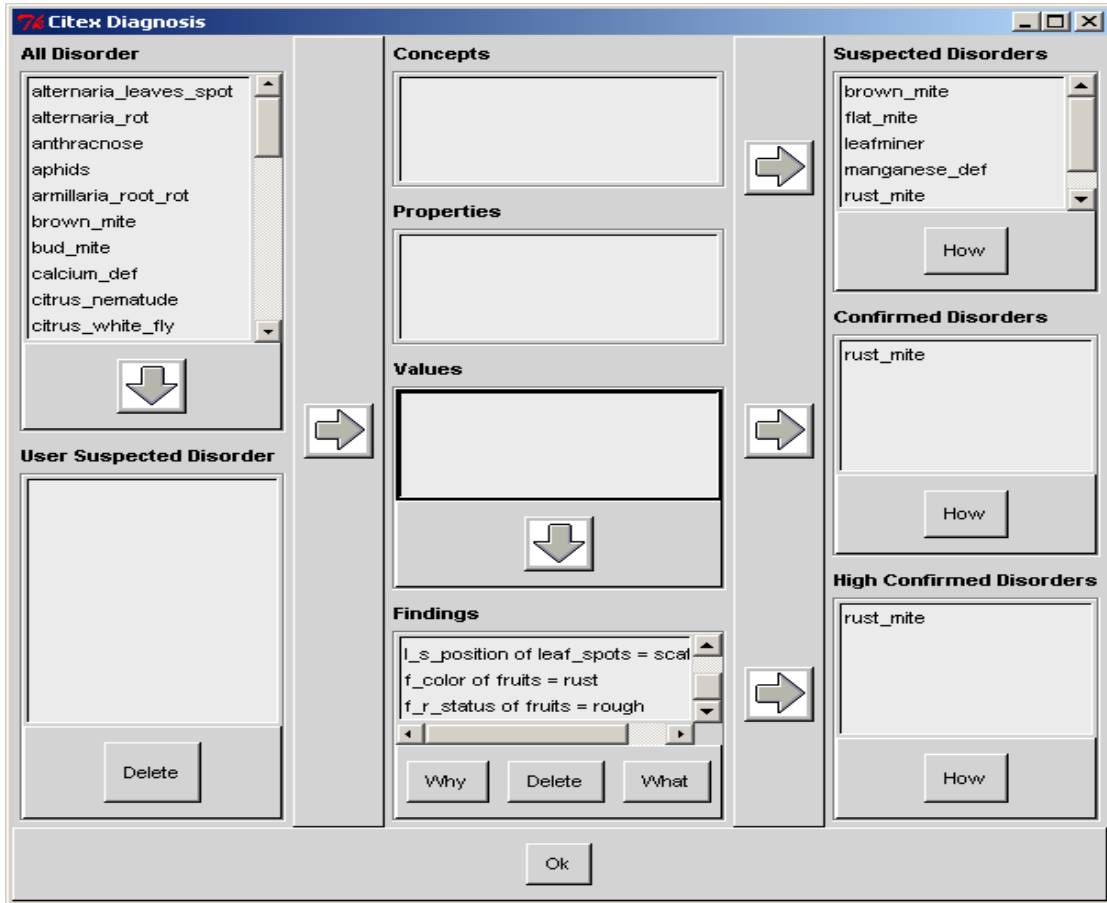 Citex Diagnosis
All Disorder
alternaria_leaves_spot
alternaria_rot
anthracnose
aphids
armillaria_root_rot
brown_mite
bud_mite
calcium_def
citrus_nematude
citrus_white_fly
User Suspected Disorder
Delete
Concepts
Properties
Values
Findings
l_s_position of leaf_spots = scat
f_color of fruits = rust
f_r_status of fruits = rough
Why
Delete
What
Suspected Disorders
brown_mite
flat_mite
leafminer
manganese_def
rust_mite
How
Confirmed Disorders
rust_mite
How
High Confirmed Disorders
rust_mite
How
Ok